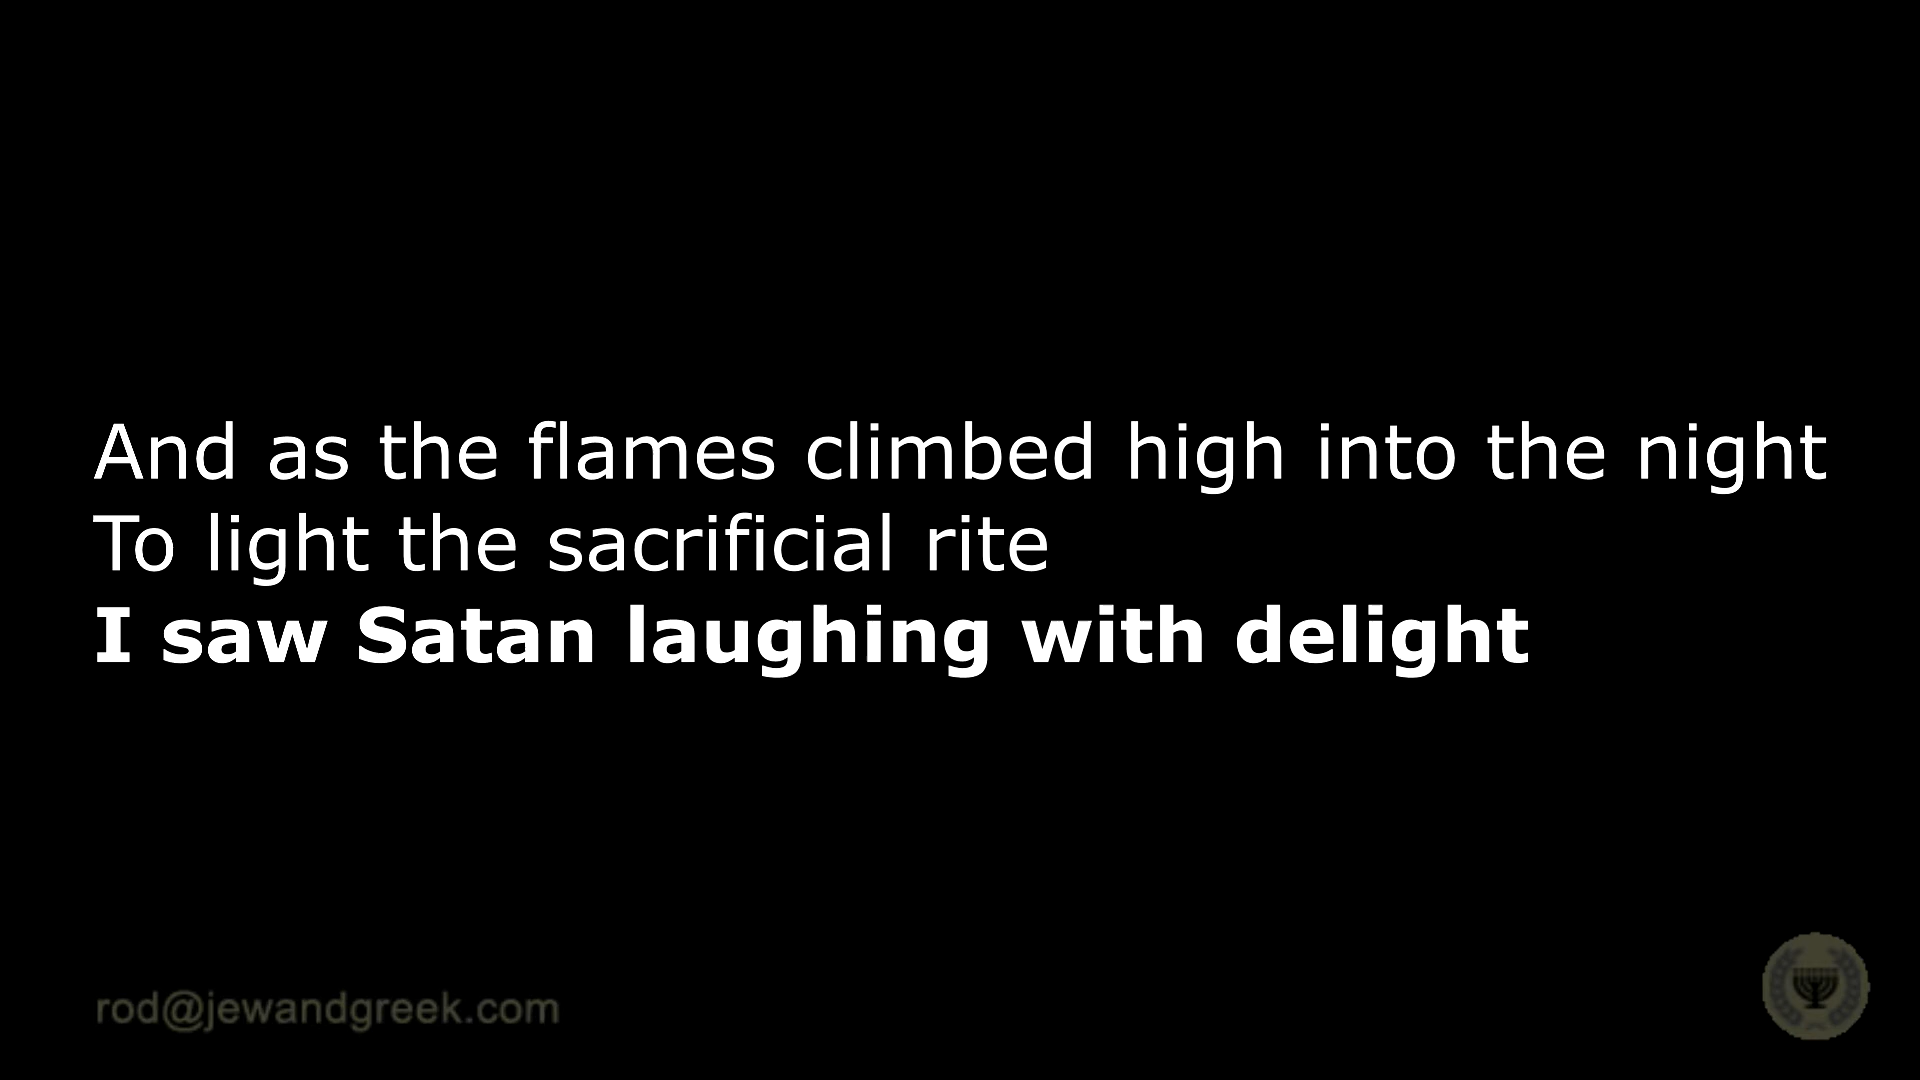 And as the flames climbed high into the night
To light the sacrificial rite
I saw Satan laughing with delight
rod@jewandgreek.com